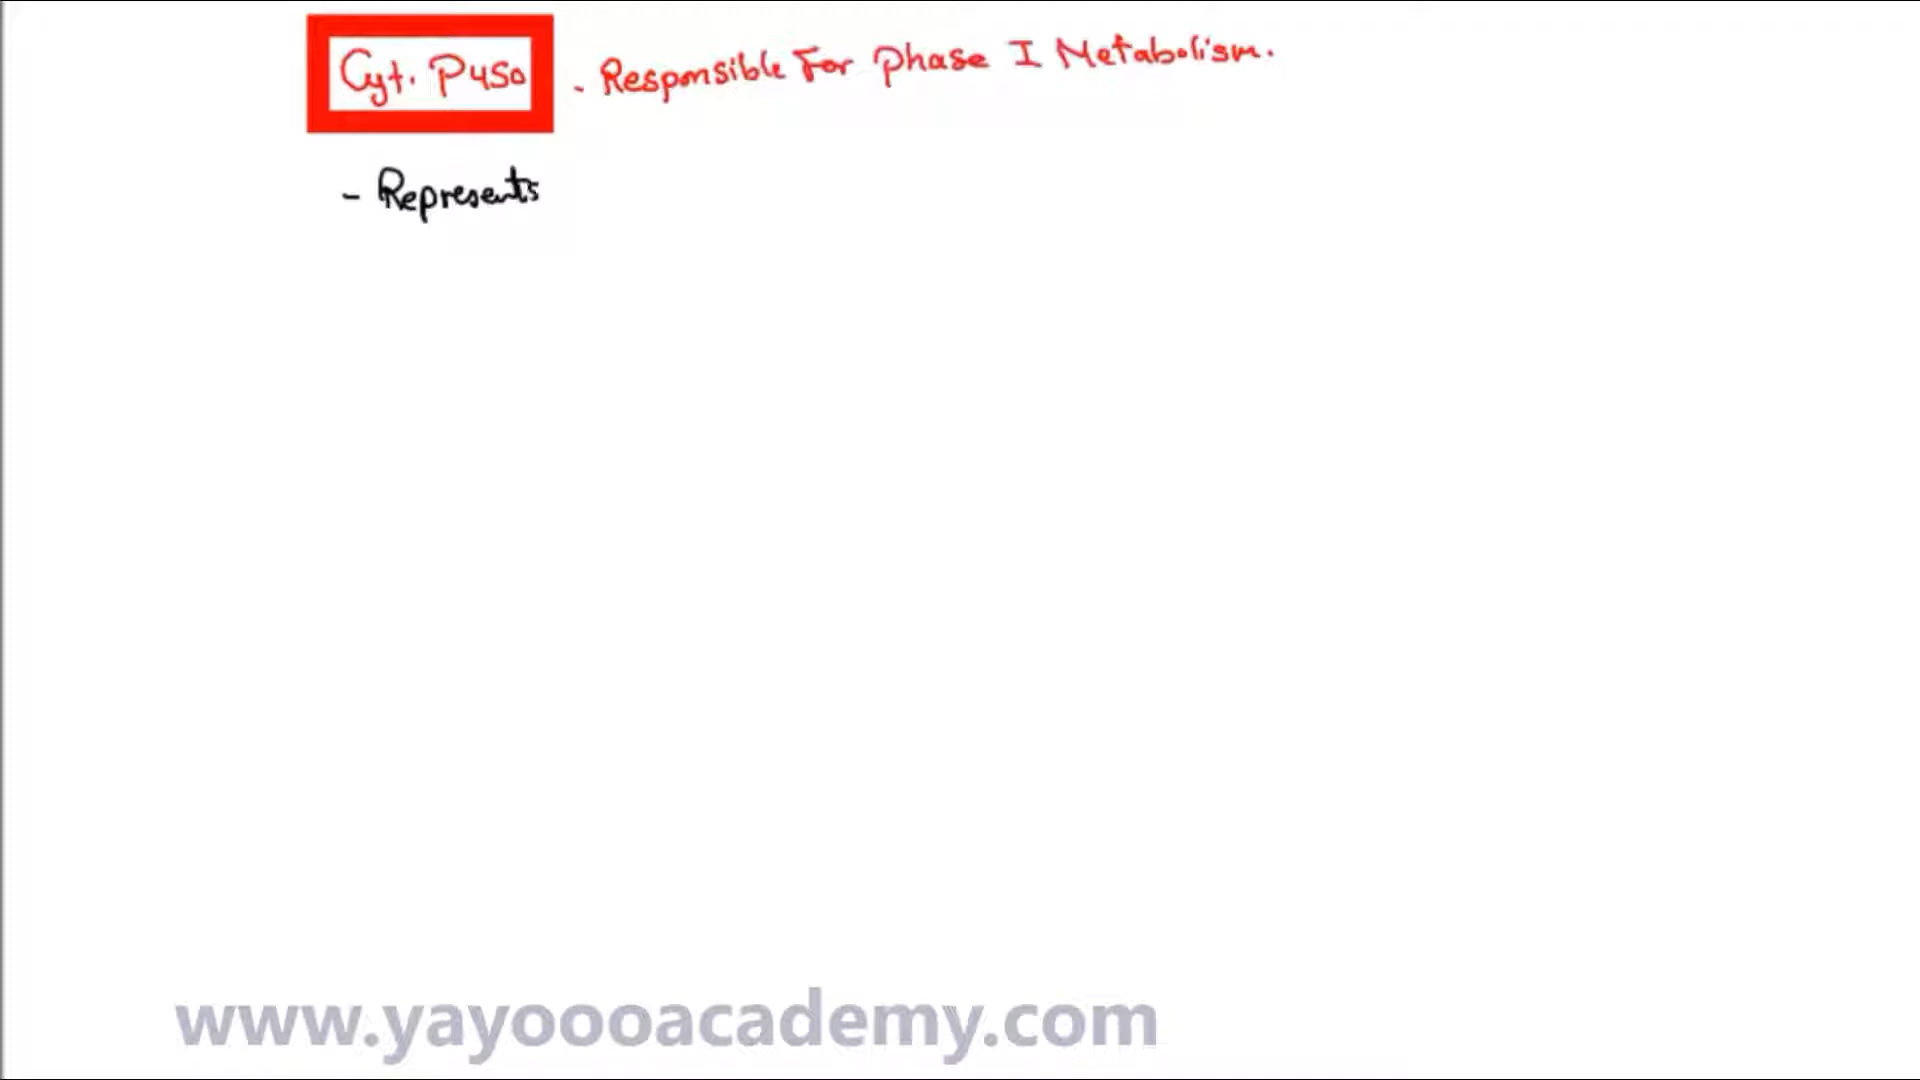 Cyt. P450 - Responsible For Phase I Metabolism.
- Represents
www.yayoooacademy.com